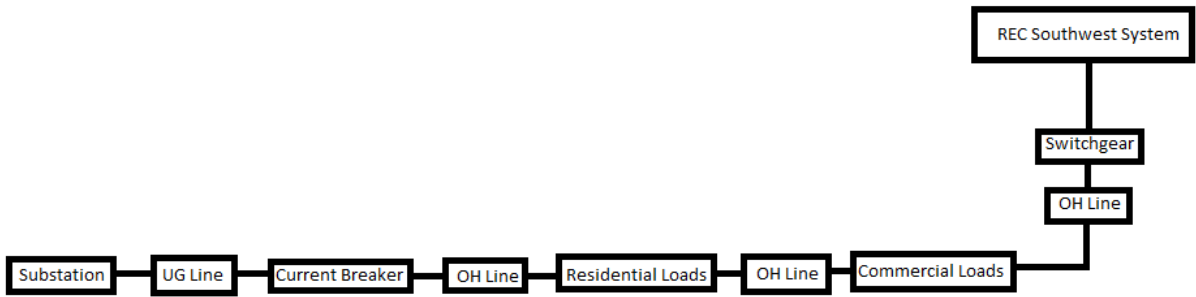 REC Southwest System
Switchgear
OH Line
Substation
UG Line
Current Breaker
OH Line
Residential Loads
OH Line
Commercial Loads